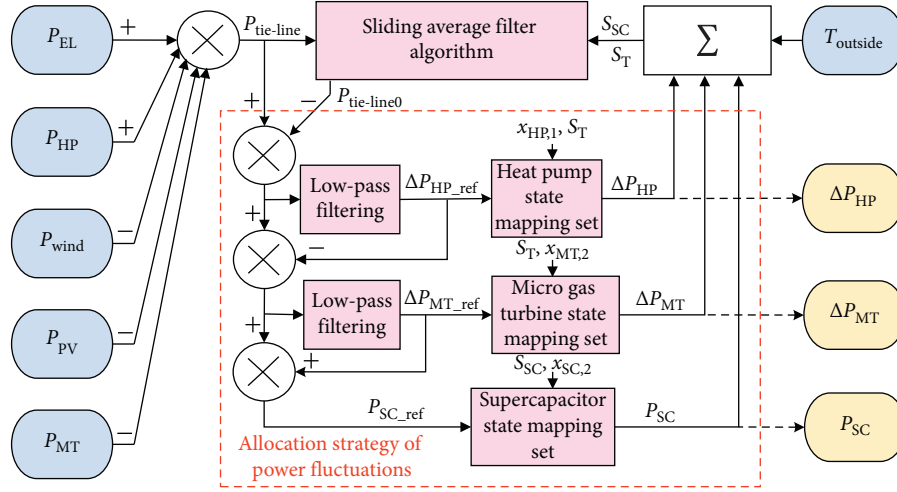 P_EL
+
P_tie-line
Sliding average filter
algorithm
S_SC
S_T
Σ
T_outside
P_HP
+
+
−
P_tie-line0
x_HP,1, S_T
P_wind
−
+
Low-pass
filtering
ΔP_HP_ref
Heat pump
state
mapping set
ΔP_HP
ΔP_HP
−
S_T, x_MT,2
P_PV
−
+
Low-pass
filtering
ΔP_MT_ref
Micro gas
turbine state
mapping set
ΔP_MT
ΔP_MT
+
S_SC, x_SC,2
P_MT
−
P_SC_ref
Supercapacitor
state mapping
set
P_SC
P_SC
Allocation strategy of
power fluctuations